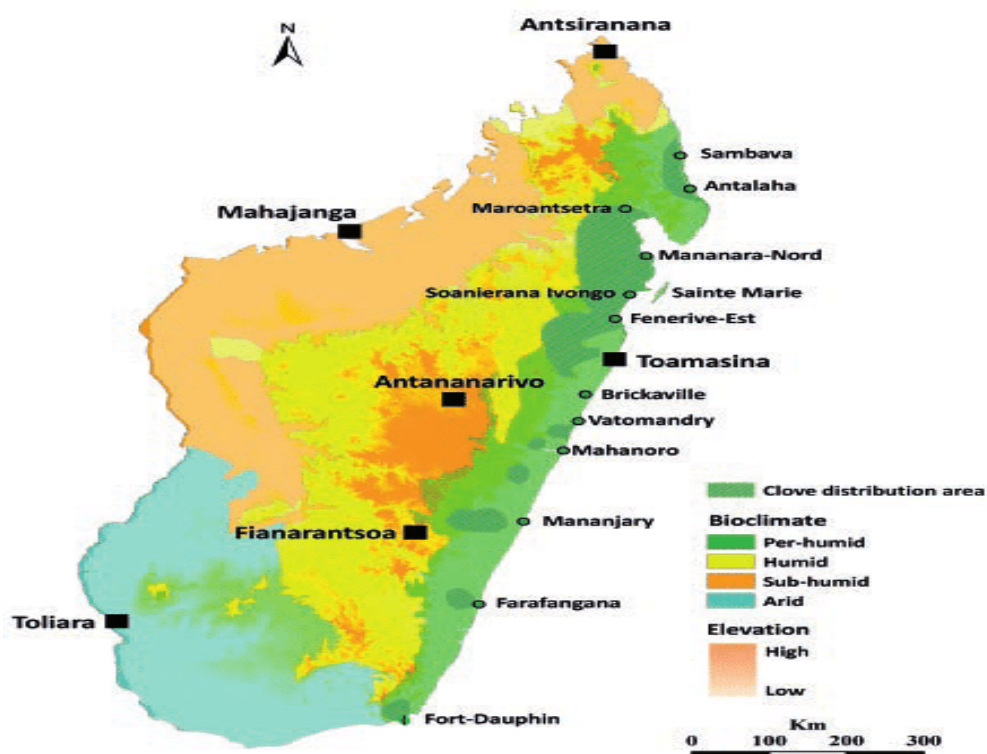 N
Antsiranana
Sambava
Antalaha
Maroantsetra
Mahajanga
Mananara-Nord
Soanierana Ivongo
Sainte Marie
Fenerive-Est
Toamasina
Antananarivo
Brickaville
Vatomandry
Mahanoro
Mananjary
Fianarantsoa
Farafangana
Toliara
Fort-Dauphin
Clove distribution area
Bioclimate
Per-humid
Humid
Sub-humid
Arid
Elevation
High
Low
Km
0 100 200 300